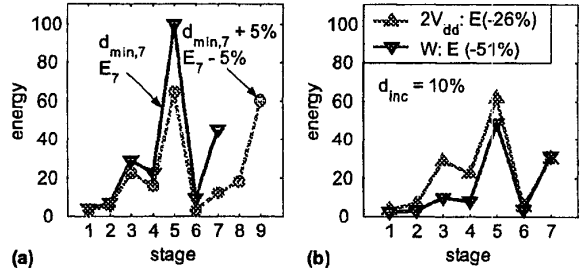 100
80
60
40
20
0
energy
d_min,7
E_7
d_min,7 + 5%
E_7 - 5%
1 2 3 4 5 6 7 8 9
stage
(a)
100
80
60
40
20
0
energy
2V_dd: E(-26%)
W: E (-51%)
d_inc = 10%
1 2 3 4 5 6 7
stage
(b)